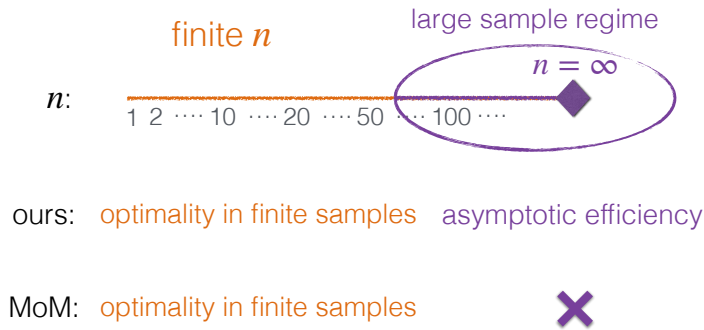 large sample regime
finite n
n = ∞
n:
1 2 ···· 10 ···· 20 ···· 50 ···· 100 ····
ours: optimality in finite samples asymptotic efficiency
MoM: optimality in finite samples